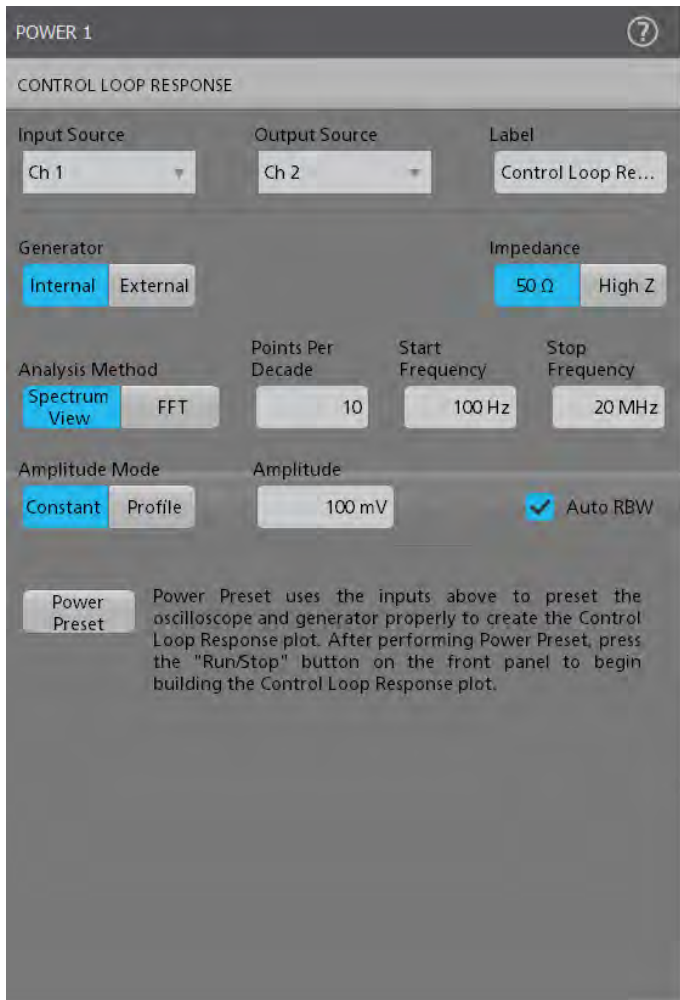 POWER 1
?
CONTROL LOOP RESPONSE
Input Source
Output Source
Label
Ch 1
Ch 2
Control Loop Re...
Generator
Impedance
Internal
External
50 Ω
High Z
Analysis Method
Points Per
Decade
Start
Frequency
Stop
Frequency
Spectrum
View
FFT
10
100 Hz
20 MHz
Amplitude Mode
Amplitude
Constant
Profile
100 mV
Auto RBW
Power
Preset
Power Preset uses the inputs above to preset the
oscilloscope and generator properly to create the Control
Loop Response plot. After performing Power Preset, press
the "Run/Stop" button on the front panel to begin
building the Control Loop Response plot.